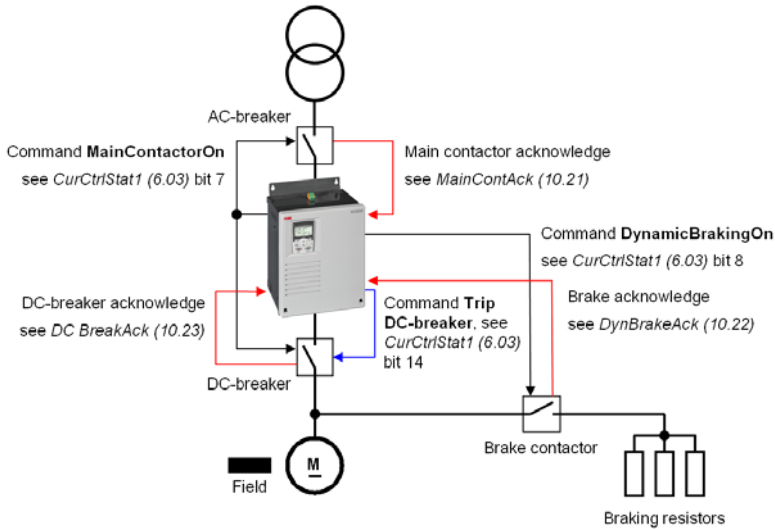 AC-breaker
Command MainContactorOn
see CurCtrlStat1 (6.03) bit 7
Main contactor acknowledge
see MainContAck (10.21)
ABB
Command DynamicBrakingOn
see CurCtrlStat1 (6.03) bit 8
DC-breaker acknowledge
see DC BreakAck (10.23)
Command Trip
DC-breaker, see
CurCtrlStat1 (6.03)
bit 14
Brake acknowledge
see DynBrakeAck (10.22)
DC-breaker
Brake contactor
M
Field
Braking resistors